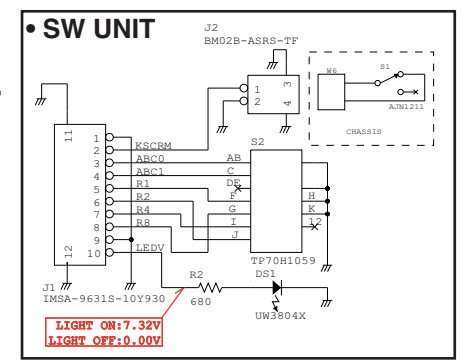 • SW UNIT
J2
BM02B-ASRS-TF
1
2
3
4
W6
S1
AJN1211
CHASSIS
11
12
1
2
3
4
5
6
7
8
9
10
KSCRM
ABC0
ABC1
R1
R2
R4
R8
LEDV
S2
AB
C
DE
F
G
I
J
H
K
12
TP70H1059
J1
IMSA-9631S-10Y930
R2
680
DS1
UW3804X
LIGHT ON:7.32V
LIGHT OFF:0.00V